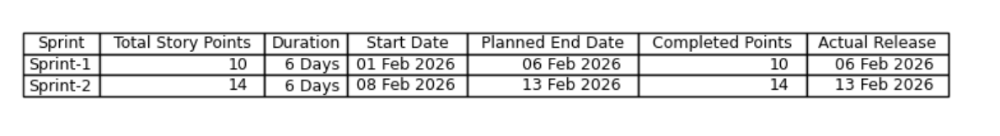 Sprint Total Story Points Duration Start Date Planned End Date Completed Points Actual Release
Sprint-1 10 6 Days 01 Feb 2026 06 Feb 2026 10 06 Feb 2026
Sprint-2 14 6 Days 08 Feb 2026 13 Feb 2026 14 13 Feb 2026